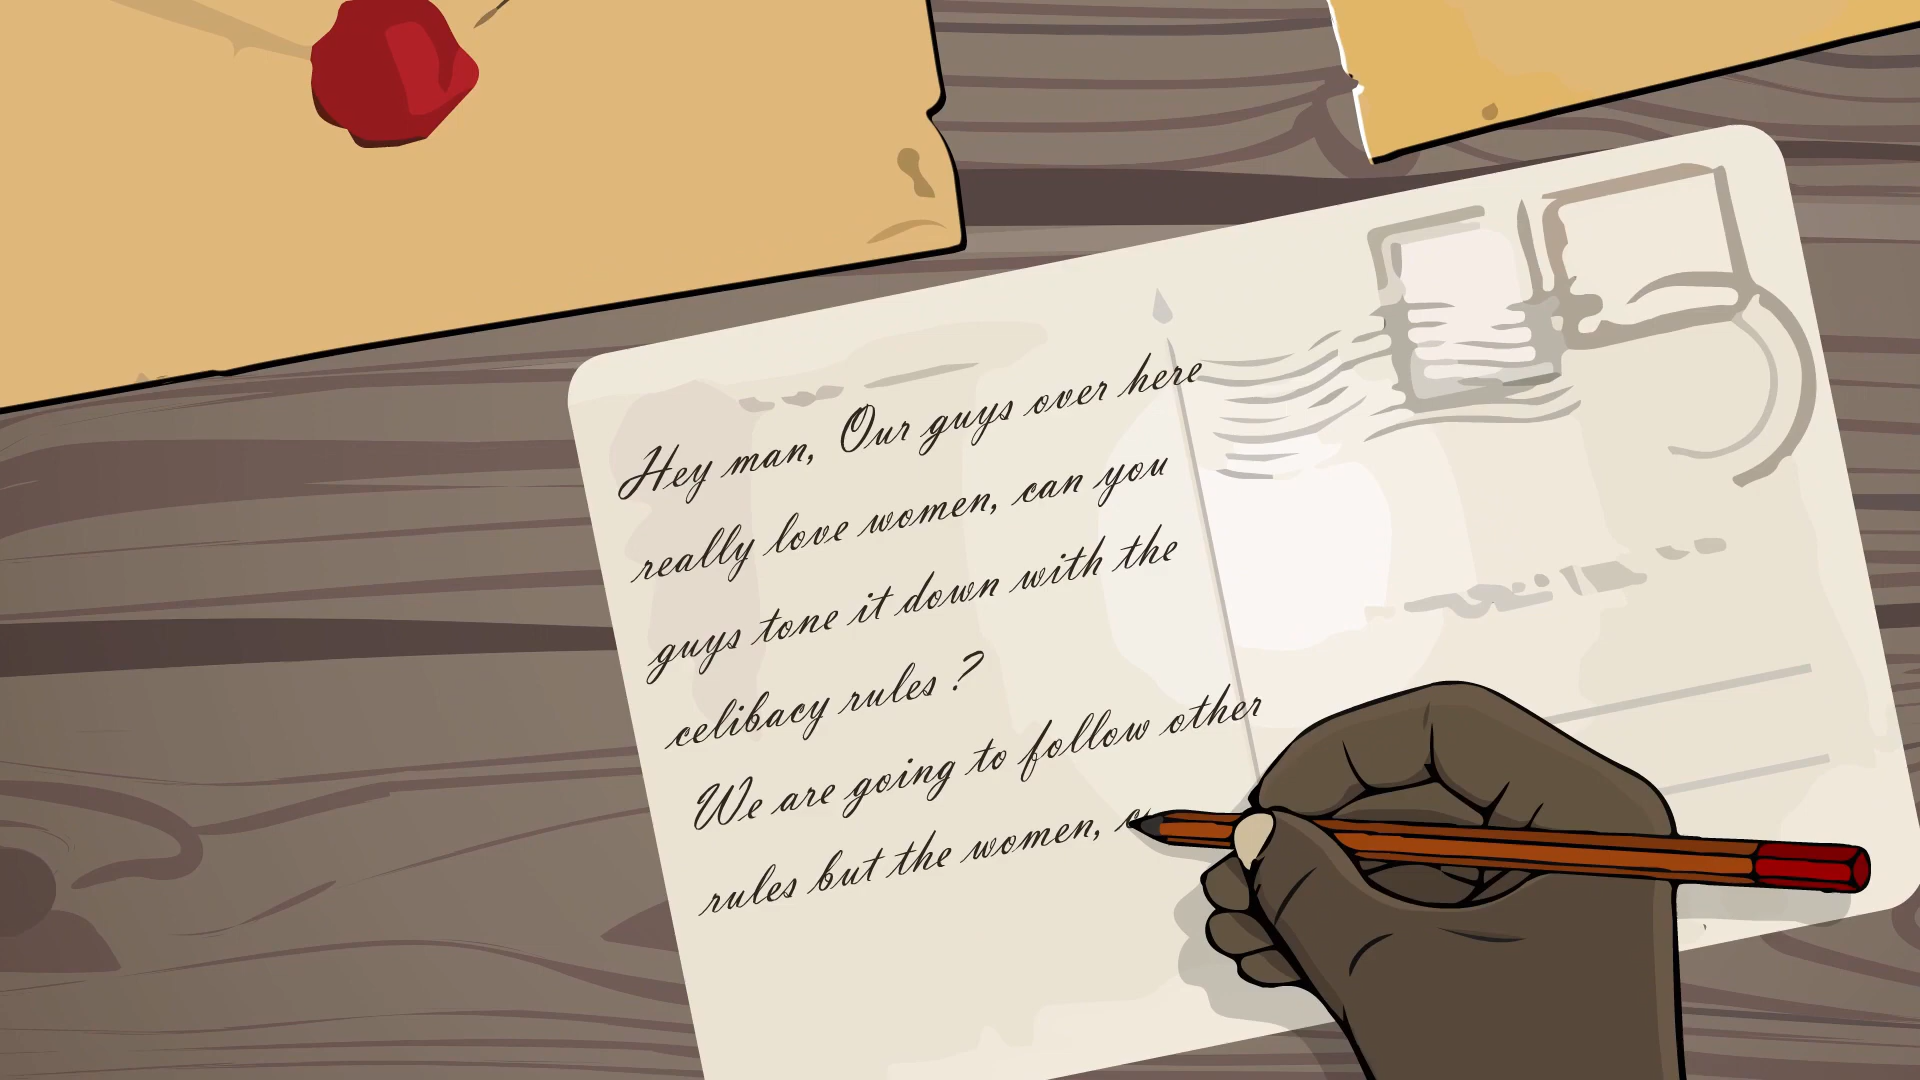 Hey man, Our guys over here
really love women, can you
guys tone it down with the
celibacy rules ?
We are going to follow other
rules but the women,